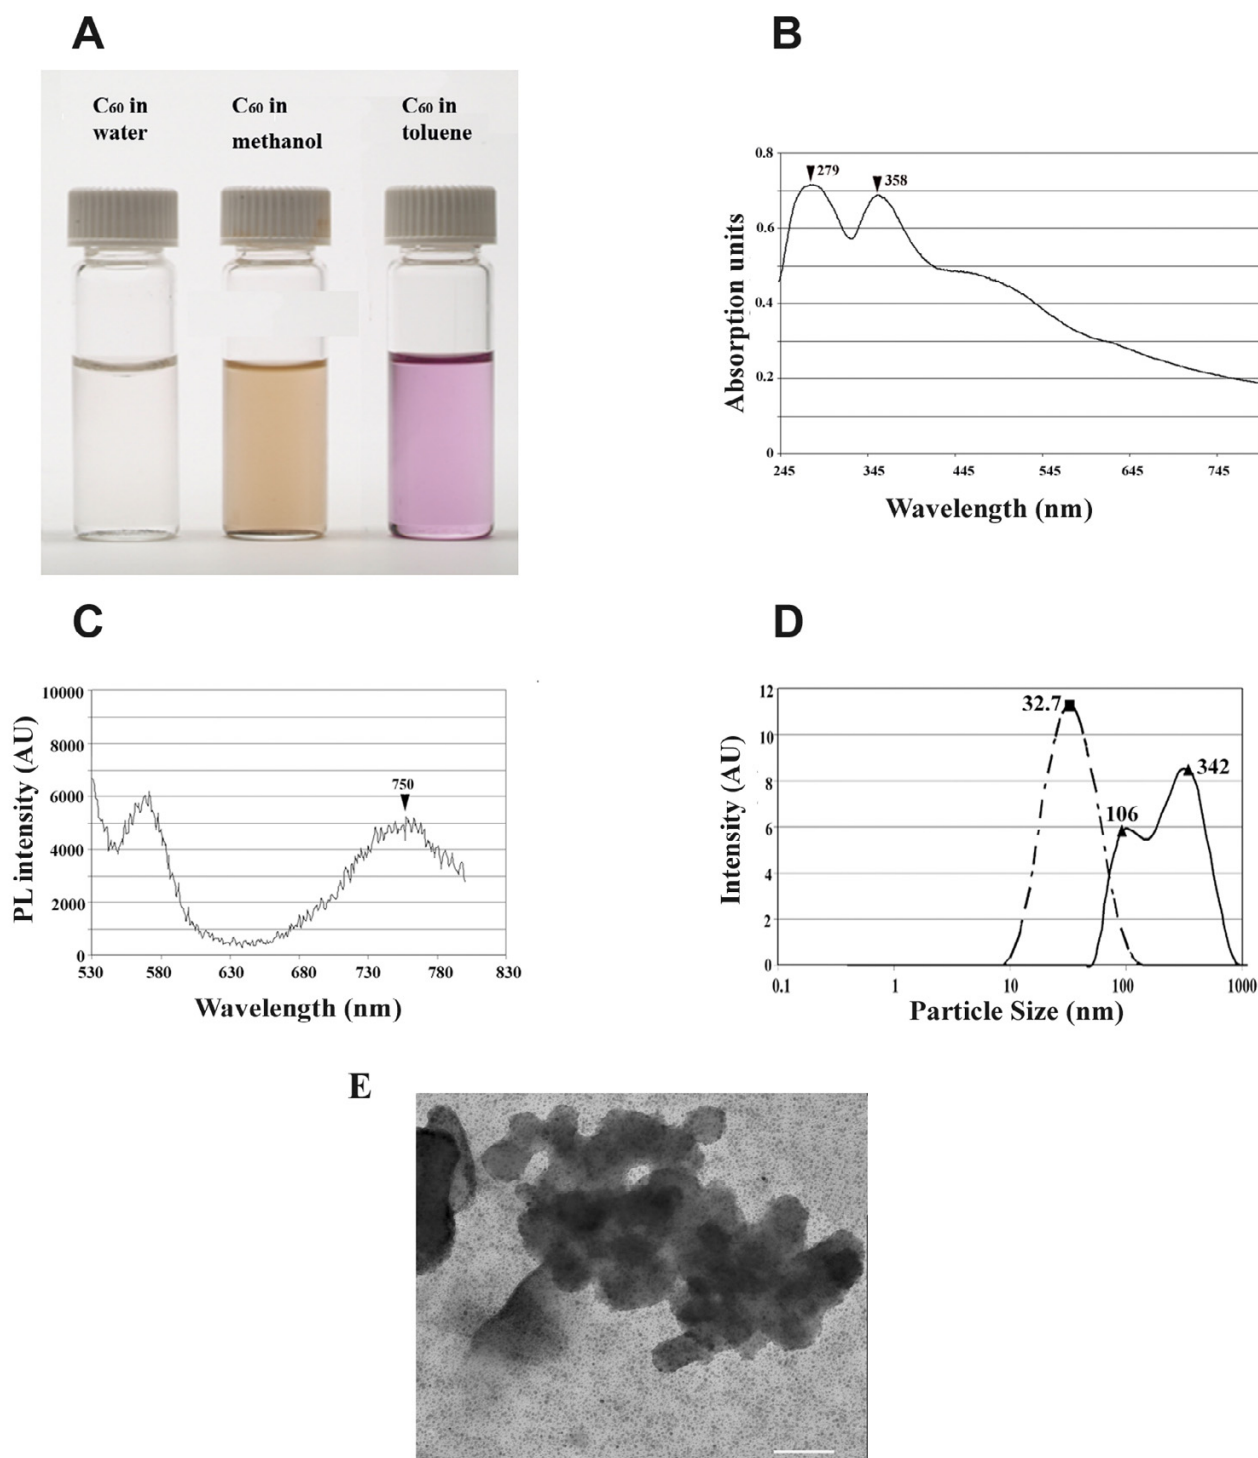 A
C₆₀ in
water
C₆₀ in
methanol
C₆₀ in
toluene
B
Absorption units
0.8
0.6
0.4
0.2
0
279
358
245 345 445 545 645 745
Wavelength (nm)
C
PL intensity (AU)
10000
8000
6000
4000
2000
0
750
530 580 630 680 730 780 830
Wavelength (nm)
D
Intensity (AU)
12
10
8
6
4
2
0
32.7
106
342
0.1 1 10 100 1000
Particle Size (nm)
E